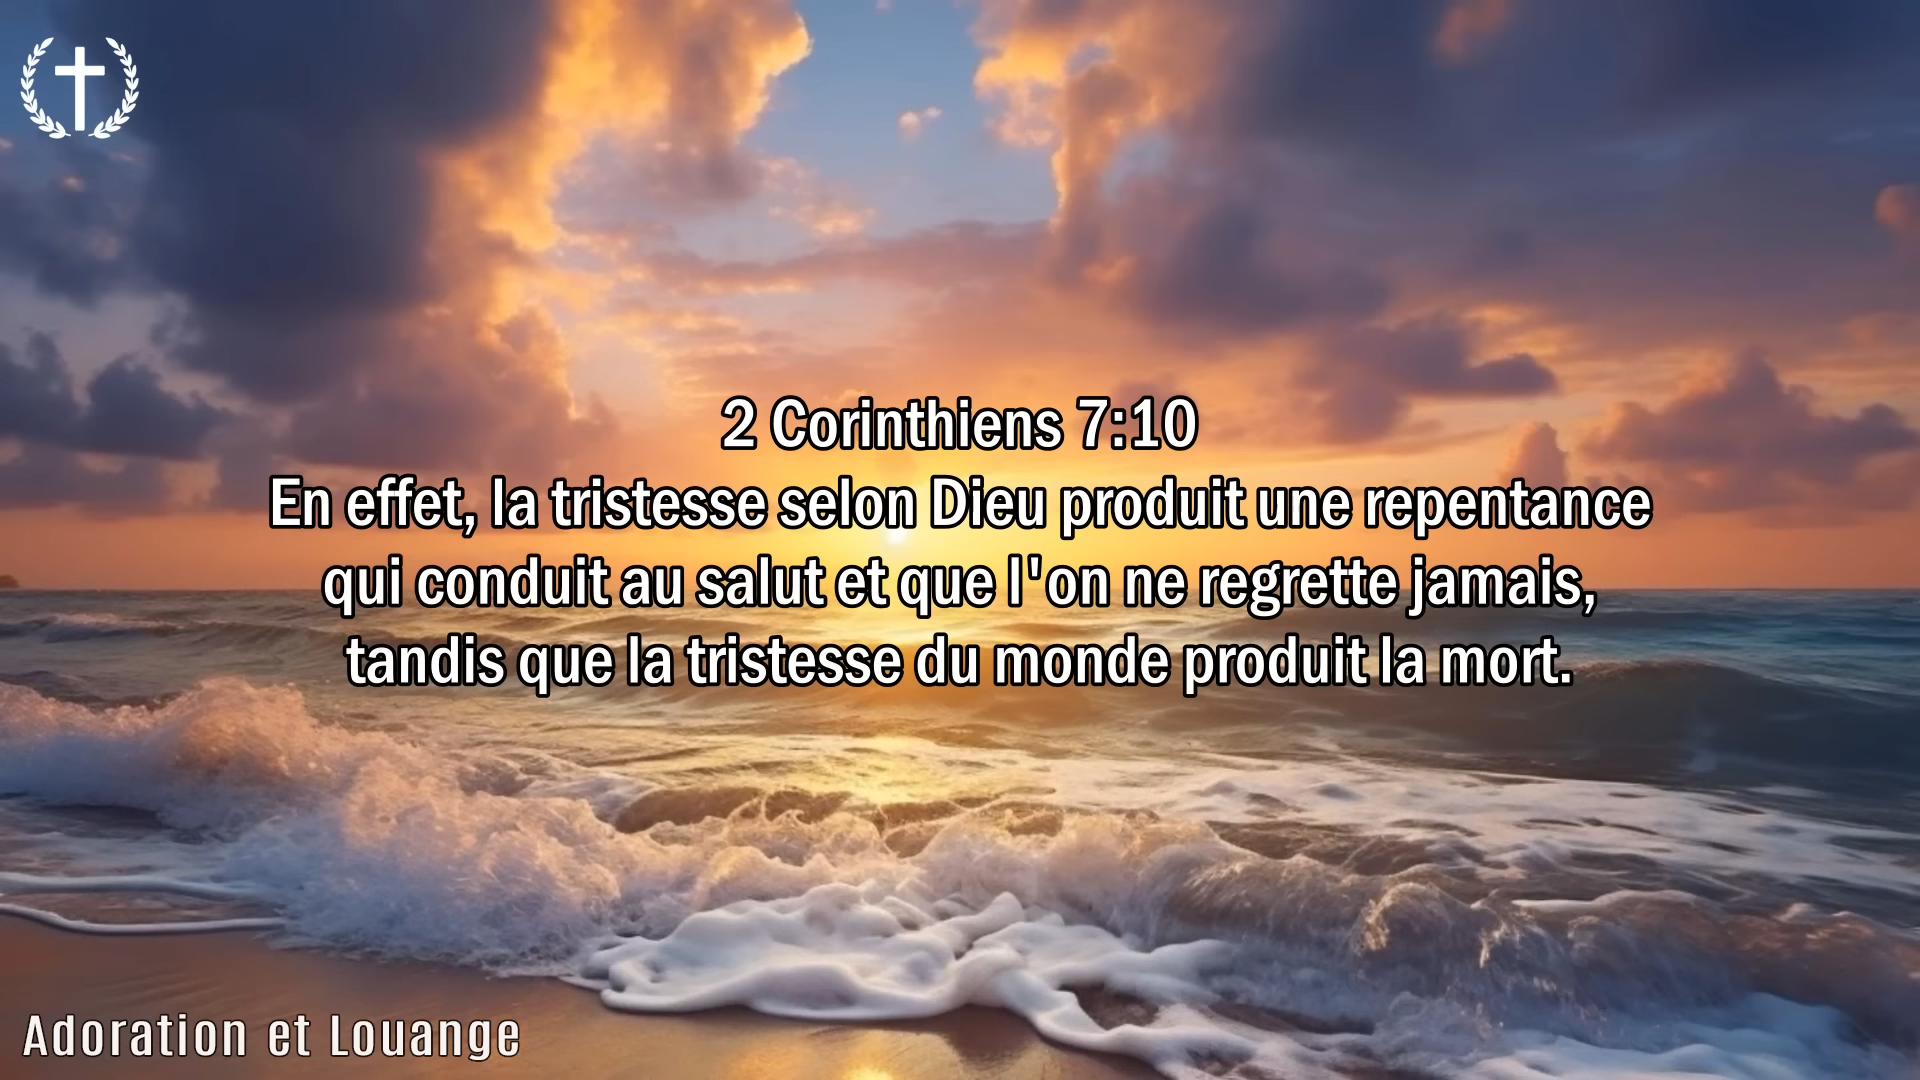 2 Corinthiens 7:10
En effet, la tristesse selon Dieu produit une repentance
qui conduit au salut et que l'on ne regrette jamais,
tandis que la tristesse du monde produit la mort.
Adoration et Louange